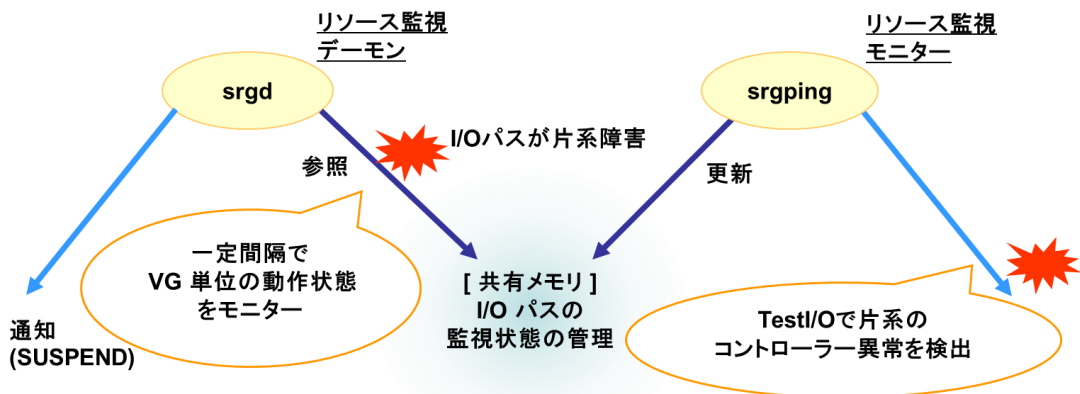 リソース監視
デーモン
srgd
リソース監視
モニター
srgping
I/Oパスが片系障害
参照
更新
一定間隔で
VG 単位の動作状態
をモニター
[ 共有メモリ ]
I/O パスの
監視状態の管理
通知
(SUSPEND)
TestI/Oで片系の
コントローラー異常を検出